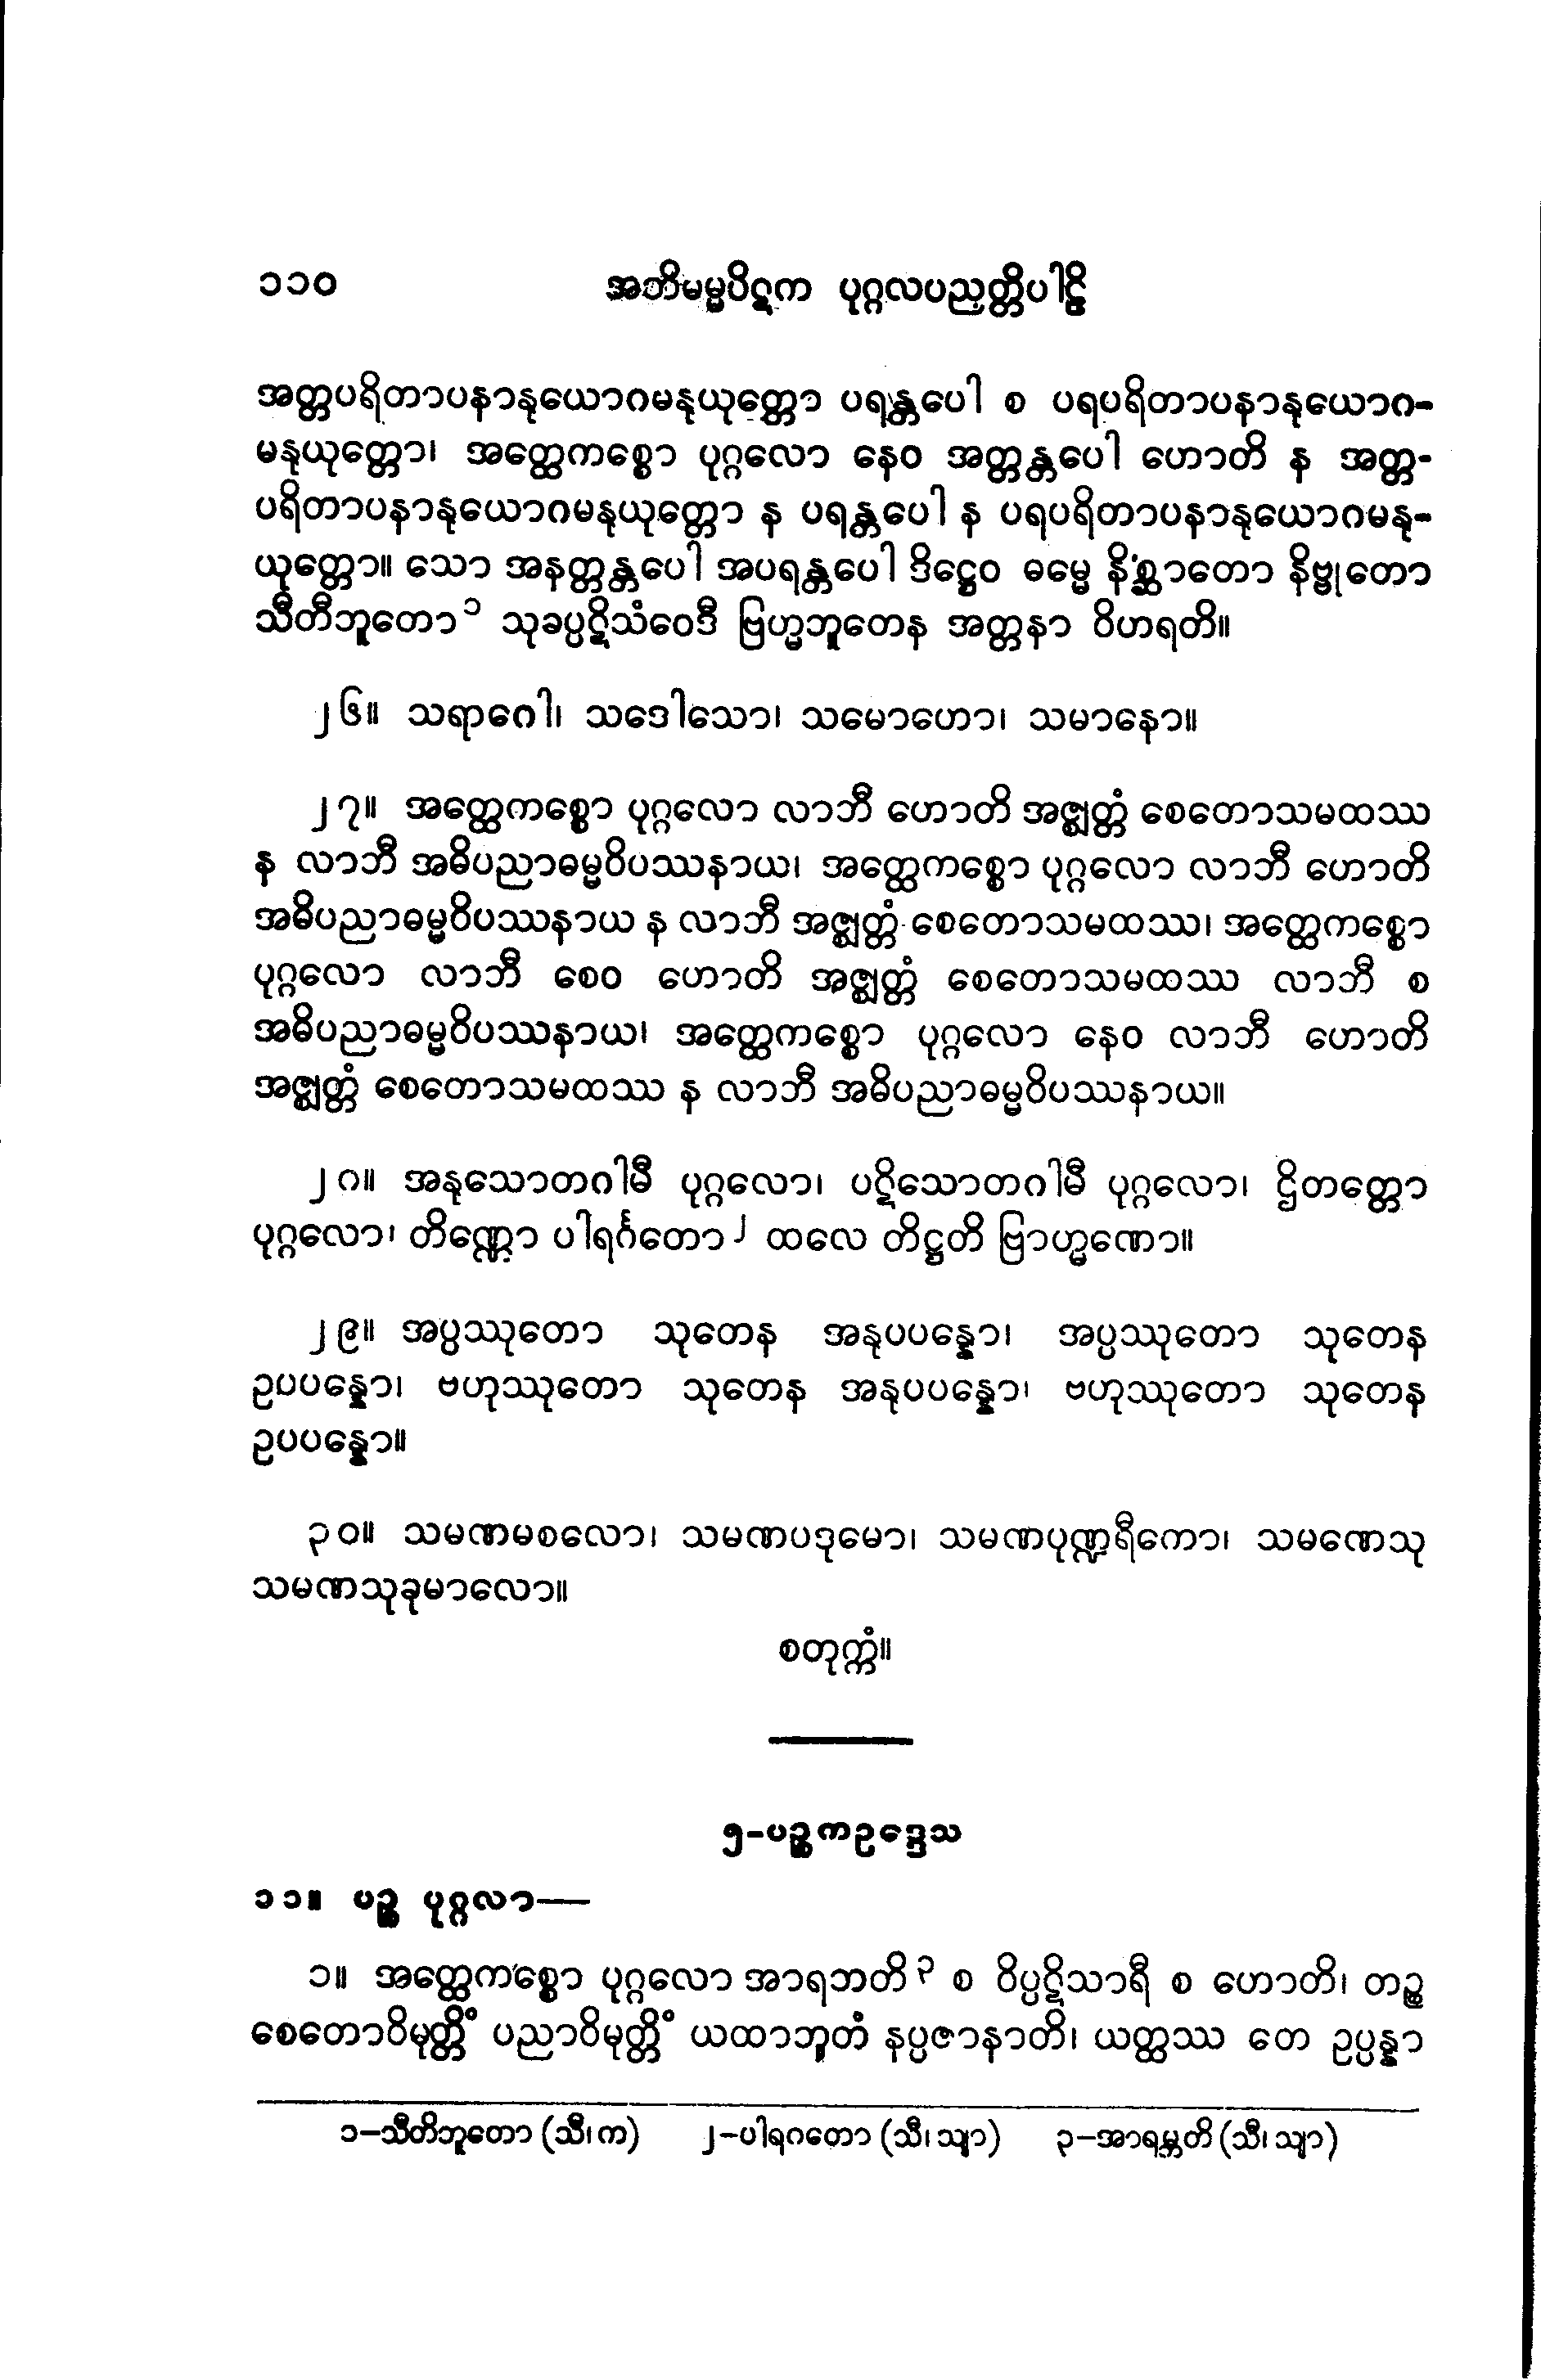 ၁၁၀ အဘိဓမ္မပိဋက ပုဂ္ဂလပညတ္တိပါဠိ
အတ္တပရိတာပနာနုယောဂမနုယုတ္တော ပရန္တပေါ စ ပရပရိတာပနာနုယောဂ-
မနုယုတ္တော၊ အတ္ထေကစ္စော ပုဂ္ဂလော နေဝ အတ္တန္တပေါ ဟောတိ န အတ္တ-
ပရိတာပနာနုယောဂမနုယုတ္တော န ပရန္တပေါ န ပရပရိတာပနာနုယောဂမနု-
ယုတ္တော။ သော အနတ္တန္တပေါ အပရန္တပေါ ဒိဋ္ဌေဝ ဓမ္မေ နိစ္ဆာတော နိဗ္ဗုတော
သီတီဘူတော၁ သုခပ္ပဋိသံဝေဒီ ဗြဟ္မဘူတေန အတ္တနာ ဝိဟရတိ။
၂၆။ သရာဂေါ၊ သဒေါသော၊ သမောဟော၊ သမာနော။
၂၇။ အတ္ထေကစ္စော ပုဂ္ဂလော လာဘီ ဟောတိ အဇ္ဈတ္တံ စေတောသမထဿ
န လာဘီ အဓိပညာဓမ္မဝိပဿနာယ၊ အတ္ထေကစ္စော ပုဂ္ဂလော လာဘီ ဟောတိ
အဓိပညာဓမ္မဝိပဿနာယ န လာဘီ အဇ္ဈတ္တံ စေတောသမထဿ၊ အတ္ထေကစ္စော
ပုဂ္ဂလော လာဘီ စေဝ ဟောတိ အဇ္ဈတ္တံ စေတောသမထဿ လာဘီ စ
အဓိပညာဓမ္မဝိပဿနာယ၊ အတ္ထေကစ္စော ပုဂ္ဂလော နေဝ လာဘီ ဟောတိ
အဇ္ဈတ္တံ စေတောသမထဿ န လာဘီ အဓိပညာဓမ္မဝိပဿနာယ။
၂၈။ အနုသောတဂါမီ ပုဂ္ဂလော၊ ပဋိသောတဂါမီ ပုဂ္ဂလော၊ ဌိတတ္တော
ပုဂ္ဂလော၊ တိဏ္ဏော ပါရင်္ဂတော၂ ထလေ တိဋ္ဌတိ ဗြာဟ္မဏော။
၂၉။ အပ္ပဿုတော သုတေန အနုပပန္နော၊ အပ္ပဿုတော သုတေန
ဥပပန္နော၊ ဗဟုဿုတော သုတေန အနုပပန္နော၊ ဗဟုဿုတော သုတေန
ဥပပန္နော။
၃၀။ သမဏမစလော၊ သမဏပဒုမော၊ သမဏပုဏ္ဍရီကော၊ သမဏေသု
သမဏသုခုမာလော။
စတုက္ကံ။
၅-ပဉ္စကဥဒ္ဒေသ
၁၁။ ပဉ္စ ပုဂ္ဂလာ—
၁။ အတ္ထေကစ္စော ပုဂ္ဂလော အာရဘတိ၃ စ ဝိပ္ပဋိသာရီ စ ဟောတိ၊ တဉ္စ
စေတောဝိမုတ္တိံ ပညာဝိမုတ္တိံ ယထာဘူတံ နပ္ပဇာနာတိ၊ ယတ္ထဿ တေ ဥပ္ပန္နာ
၁–သီတိဘူတော (သီ၊ က) ၂–ပါရဂတော (သီ၊ သျာ) ၃–အာရမ္ဘတိ (သီ၊ သျာ)